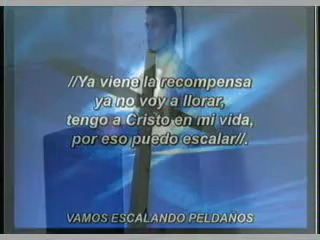 //Ya viene la recompensa
ya no voy a llorar,
tengo a Cristo en mi vida,
por eso puedo escalar//.
VAMOS ESCALANDO PELDAÑOS